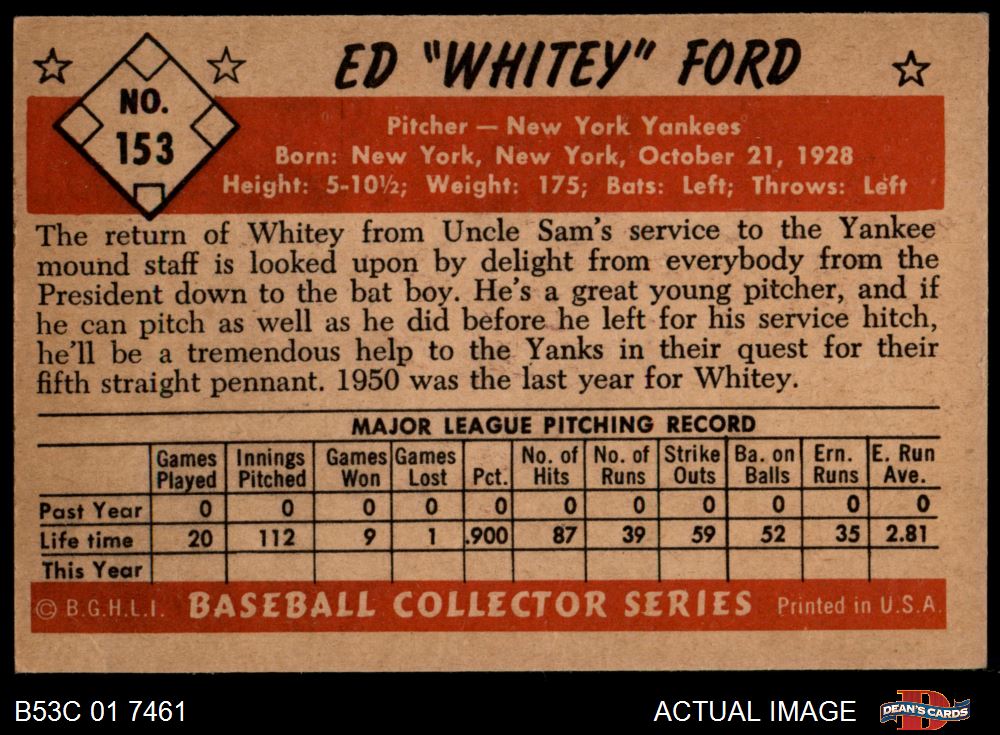 ED "WHITEY" FORD
NO.
153
Pitcher — New York Yankees
Born: New York, New York, October 21, 1928
Height: 5-10½; Weight: 175; Bats: Left; Throws: Left
The return of Whitey from Uncle Sam's service to the Yankee
mound staff is looked upon by delight from everybody from the
President down to the bat boy. He's a great young pitcher, and if
he can pitch as well as he did before he left for his service hitch,
he'll be a tremendous help to the Yanks in their quest for their
fifth straight pennant. 1950 was the last year for Whitey.
MAJOR LEAGUE PITCHING RECORD
Games Played Innings Pitched Games Won Games Lost Pct. No. of Hits No. of Runs Strike Outs Ba. on Balls Ern. Runs E. Run Ave.
Past Year 0 0 0 0 0 0 0 0 0 0 0
Life time 20 112 9 1 .900 87 39 59 52 35 2.81
This Year
© B.G.H.L.I. BASEBALL COLLECTOR SERIES Printed in U.S.A.
B53C 01 7461 ACTUAL IMAGE DEAN'S CARDS